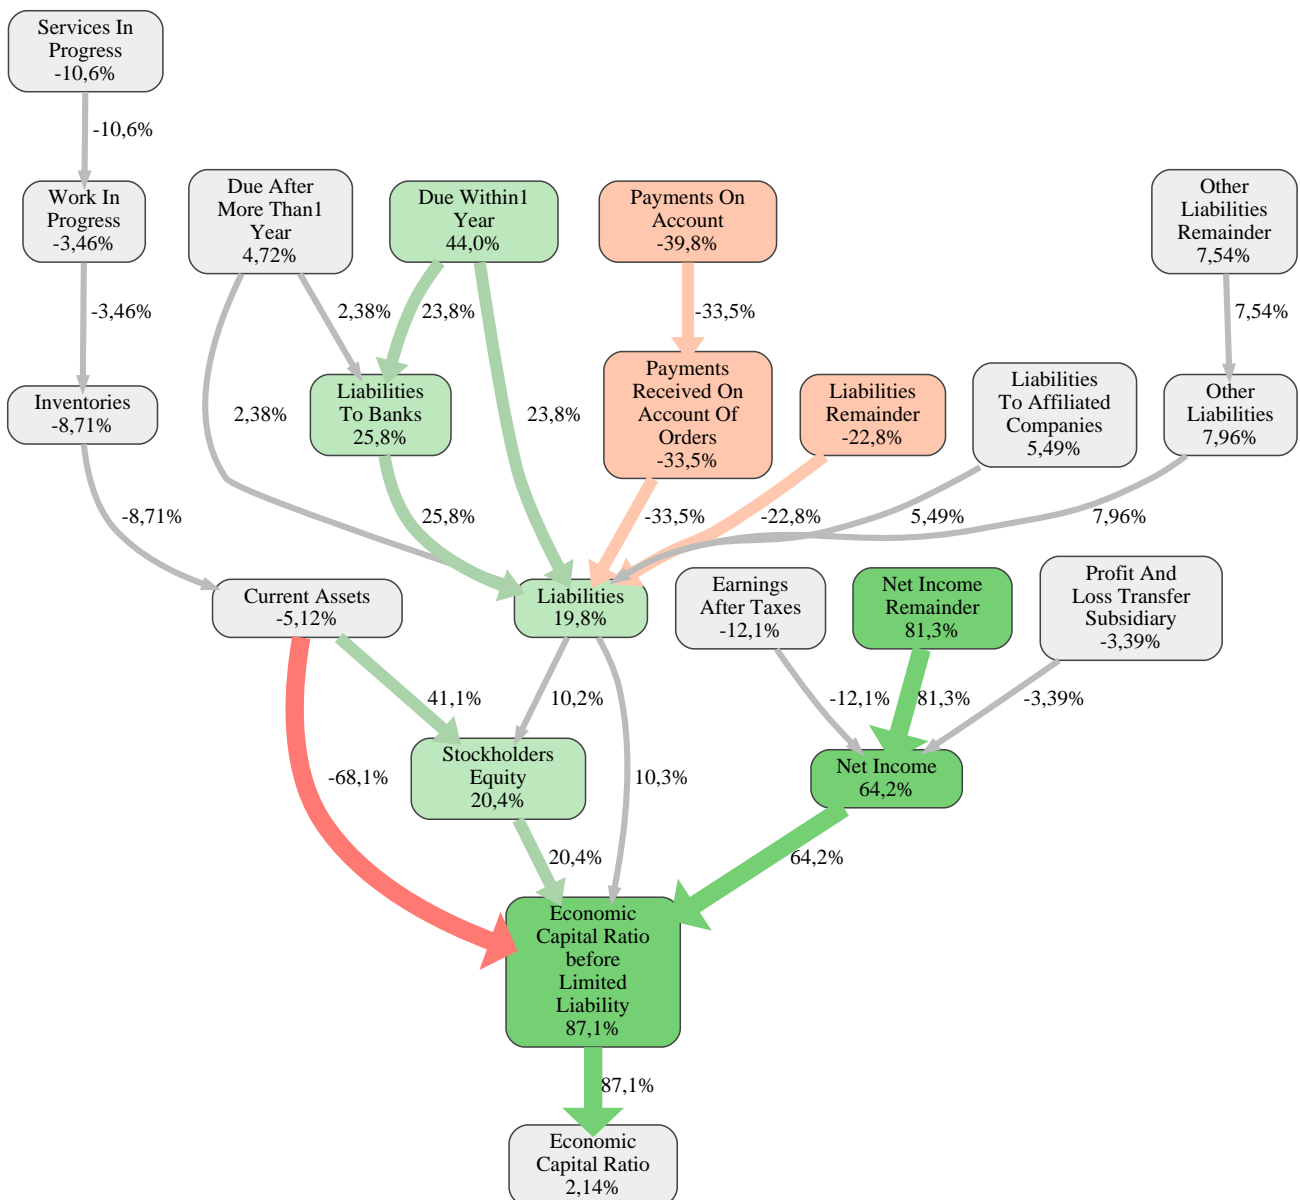 Services In
Progress
-10,6%
-10,6%
Work In
Progress
-3,46%
Due After
More Than1
Year
4,72%
Due Within1
Year
44,0%
Payments On
Account
-39,8%
Other
Liabilities
Remainder
7,54%
-3,46%
2,38%
23,8%
-33,5%
7,54%
Inventories
-8,71%
2,38%
Liabilities
To Banks
25,8%
23,8%
Payments
Received On
Account Of
Orders
-33,5%
Liabilities
Remainder
-22,8%
Liabilities
To Affiliated
Companies
5,49%
Other
Liabilities
7,96%
-8,71%
25,8%
-33,5%
-22,8%
5,49%
7,96%
Current Assets
-5,12%
Liabilities
19,8%
Earnings
After Taxes
-12,1%
Net Income
Remainder
81,3%
Profit And
Loss Transfer
Subsidiary
-3,39%
41,1%
10,2%
-12,1%
81,3%
-3,39%
-68,1%
Stockholders
Equity
20,4%
10,3%
Net Income
64,2%
20,4%
64,2%
Economic
Capital Ratio
before
Limited
Liability
87,1%
87,1%
Economic
Capital Ratio
2,14%